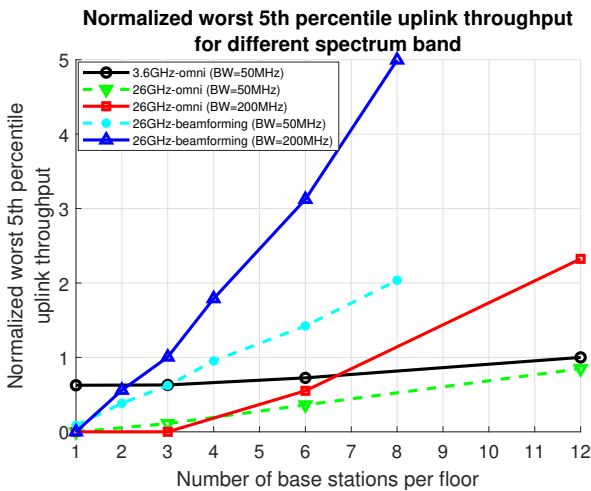 Normalized worst 5th percentile uplink throughput
for different spectrum band
3.6GHz-omni (BW=50MHz)
26GHz-omni (BW=50MHz)
26GHz-omni (BW=200MHz)
26GHz-beamforming (BW=50MHz)
26GHz-beamforming (BW=200MHz)
Normalized worst 5th percentile
uplink throughput
5
4
3
2
1
0
1 2 3 4 5 6 7 8 9 10 11 12
Number of base stations per floor